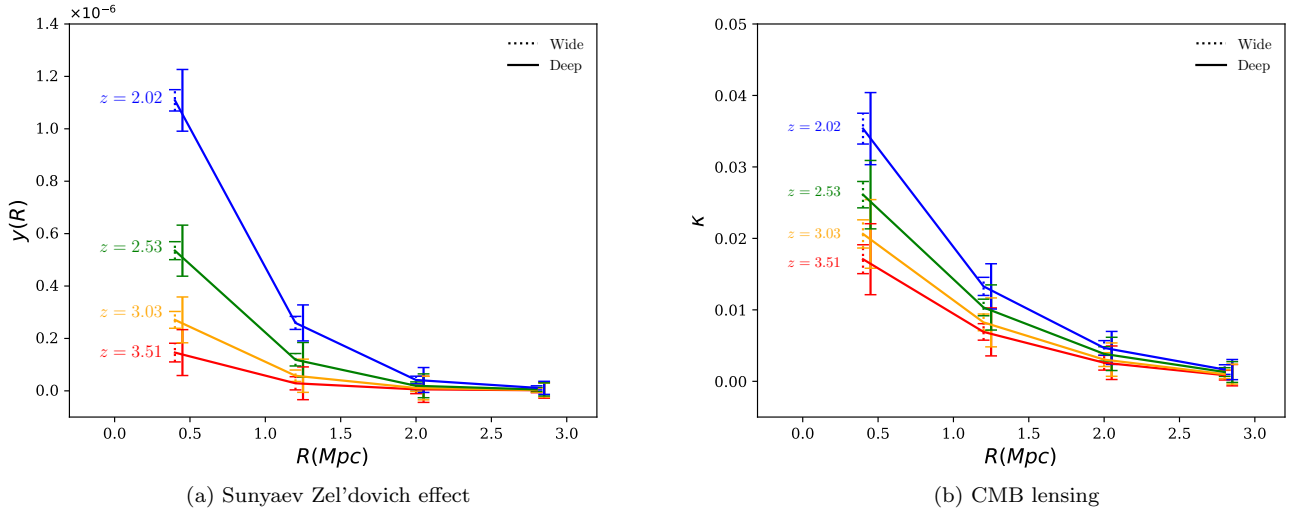 ×10⁻⁶
1.4
1.2
1.0
0.8
0.6
0.4
0.2
0.0
y(R)
Wide
Deep
z = 2.02
z = 2.53
z = 3.03
z = 3.51
0.0 0.5 1.0 1.5 2.0 2.5 3.0
R(Mpc)
(a) Sunyaev Zel'dovich effect
0.05
0.04
0.03
0.02
0.01
0.00
κ
Wide
Deep
z = 2.02
z = 2.53
z = 3.03
z = 3.51
0.0 0.5 1.0 1.5 2.0 2.5 3.0
R(Mpc)
(b) CMB lensing